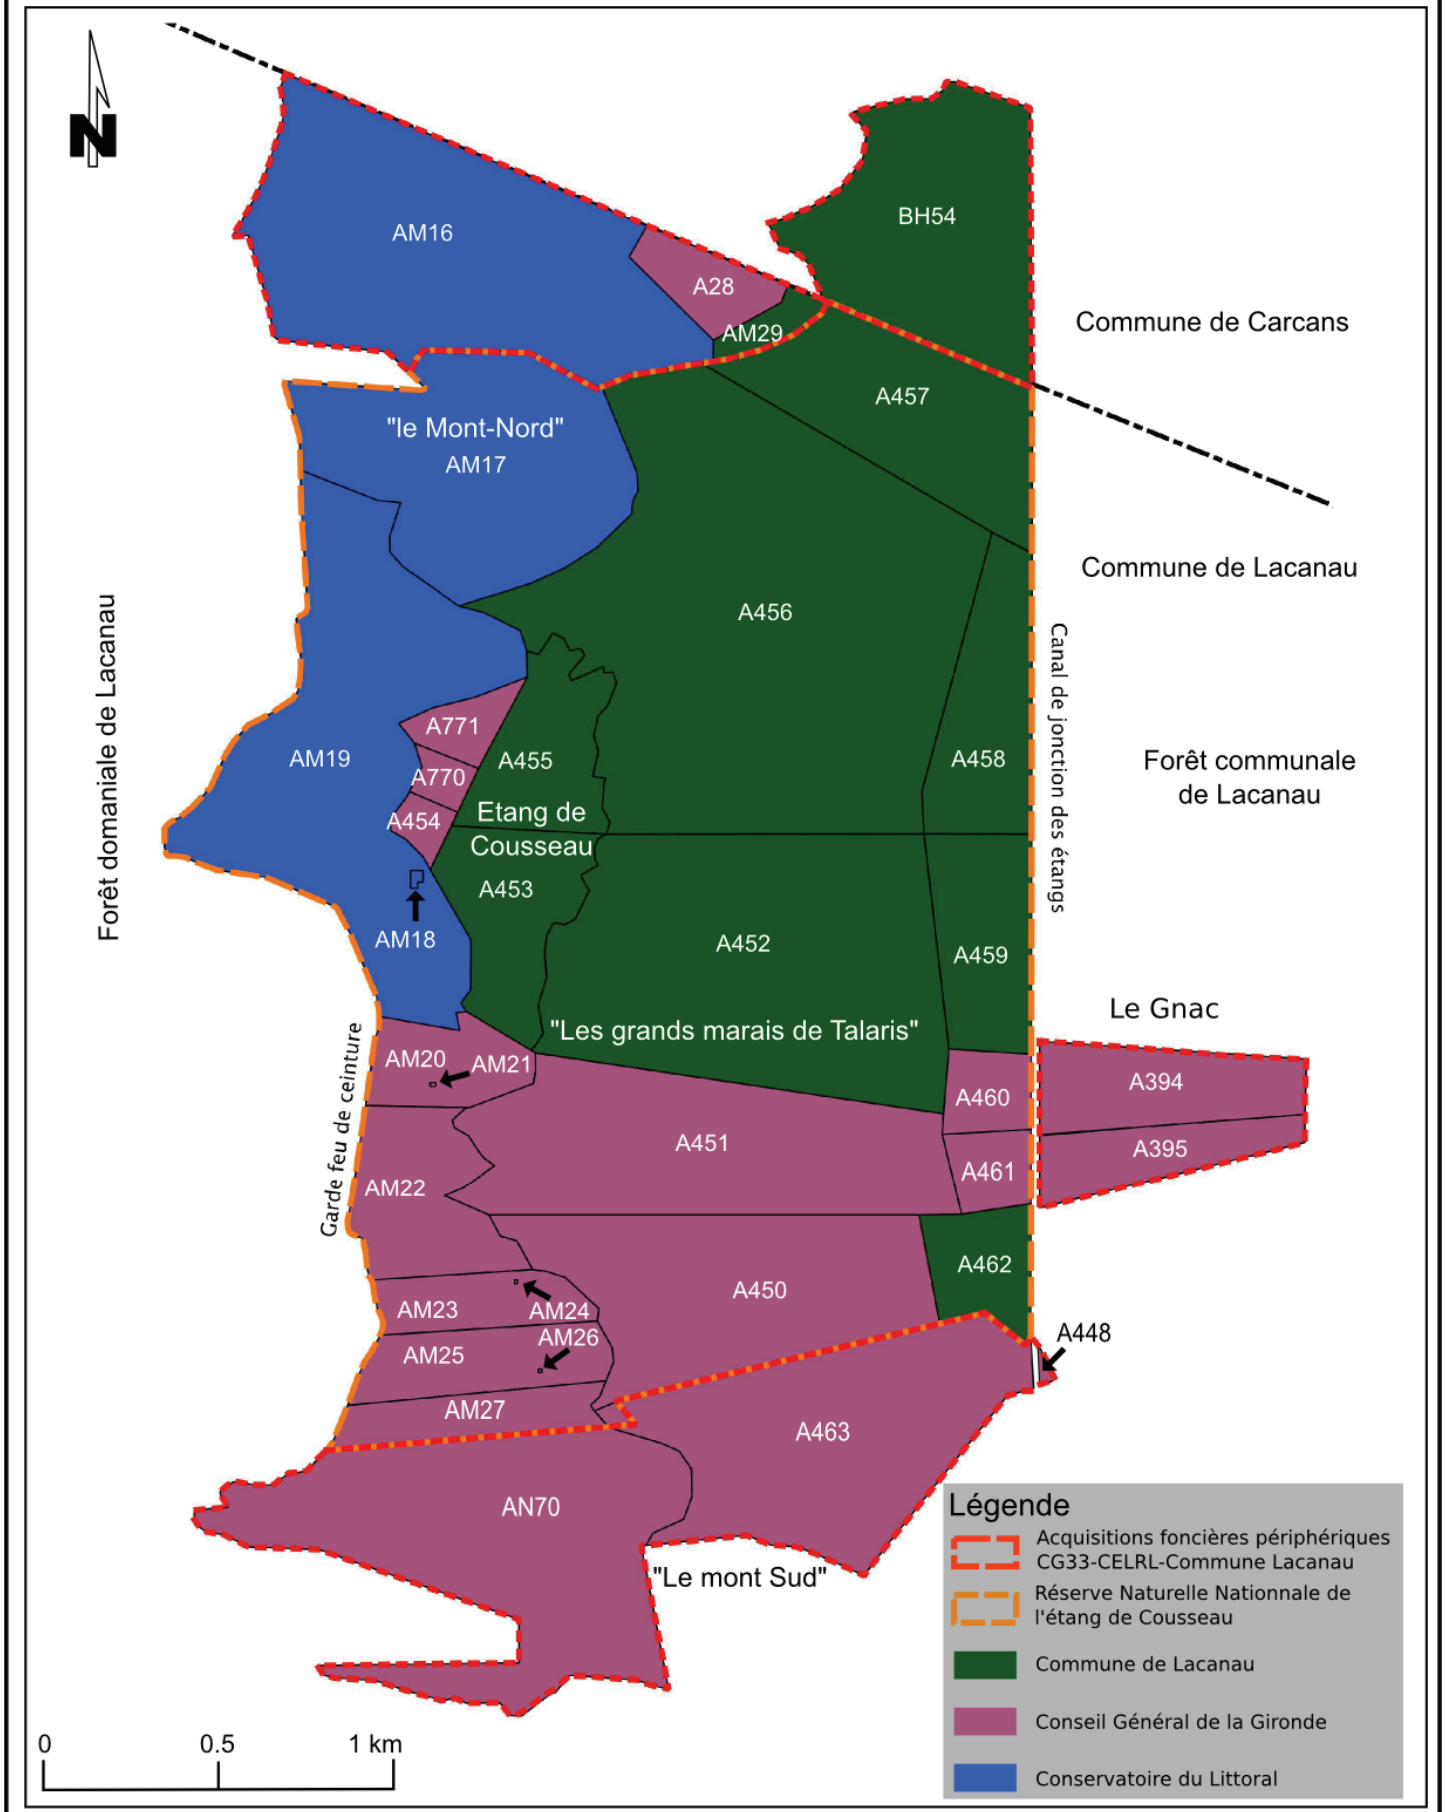 N
AM16
BH54
A28
AM29
Commune de Carcans
A457
"le Mont-Nord"
AM17
Commune de Lacanau
A456
Forêt domaniale de Lacanau
Canal de jonction des étangs
A771
AM19
A455
A458
Forêt communale
de Lacanau
A770
A454
Etang de
Cousseau
A453
AM18
A452
A459
Le Gnac
"Les grands marais de Talaris"
Garde feu de ceinture
AM20
AM21
A460
A394
A451
A395
A461
AM22
A462
A450
AM23
AM24
AM26
A448
AM25
AM27
A463
AN70
"Le mont Sud"
Légende
Acquisitions foncières périphériques
CG33-CELRL-Commune Lacanau
Réserve Naturelle Nationnale de
l'étang de Cousseau
Commune de Lacanau
Conseil Général de la Gironde
Conservatoire du Littoral
0 0.5 1 km